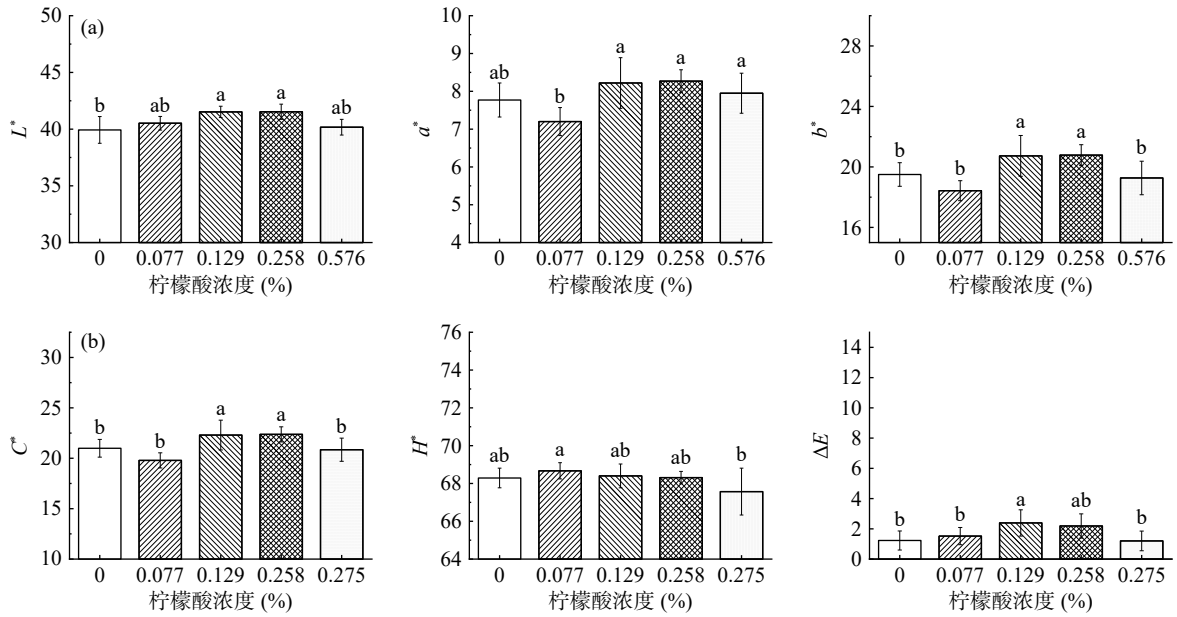 (a)
50
45
40
35
30
L*
b
ab
a
a
ab
0 0.077 0.129 0.258 0.576
柠檬酸浓度 (%)
10
9
8
7
6
5
4
a*
ab
b
a
a
a
0 0.077 0.129 0.258 0.576
柠檬酸浓度 (%)
28
24
20
16
b*
b
b
a
a
b
0 0.077 0.129 0.258 0.576
柠檬酸浓度 (%)
(b)
30
25
20
15
10
C*
b
b
a
a
b
0 0.077 0.129 0.258 0.275
柠檬酸浓度 (%)
76
74
72
70
68
66
64
H*
ab
a
ab
ab
b
0 0.077 0.129 0.258 0.275
柠檬酸浓度 (%)
14
12
10
8
6
4
2
0
ΔE
b
b
a
ab
b
0 0.077 0.129 0.258 0.275
柠檬酸浓度 (%)